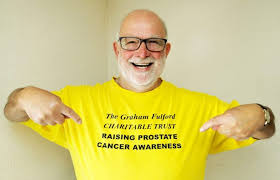 The Graham Fulford
CHARITABLE TRUST
RAISING PROSTATE
CANCER AWARENESS